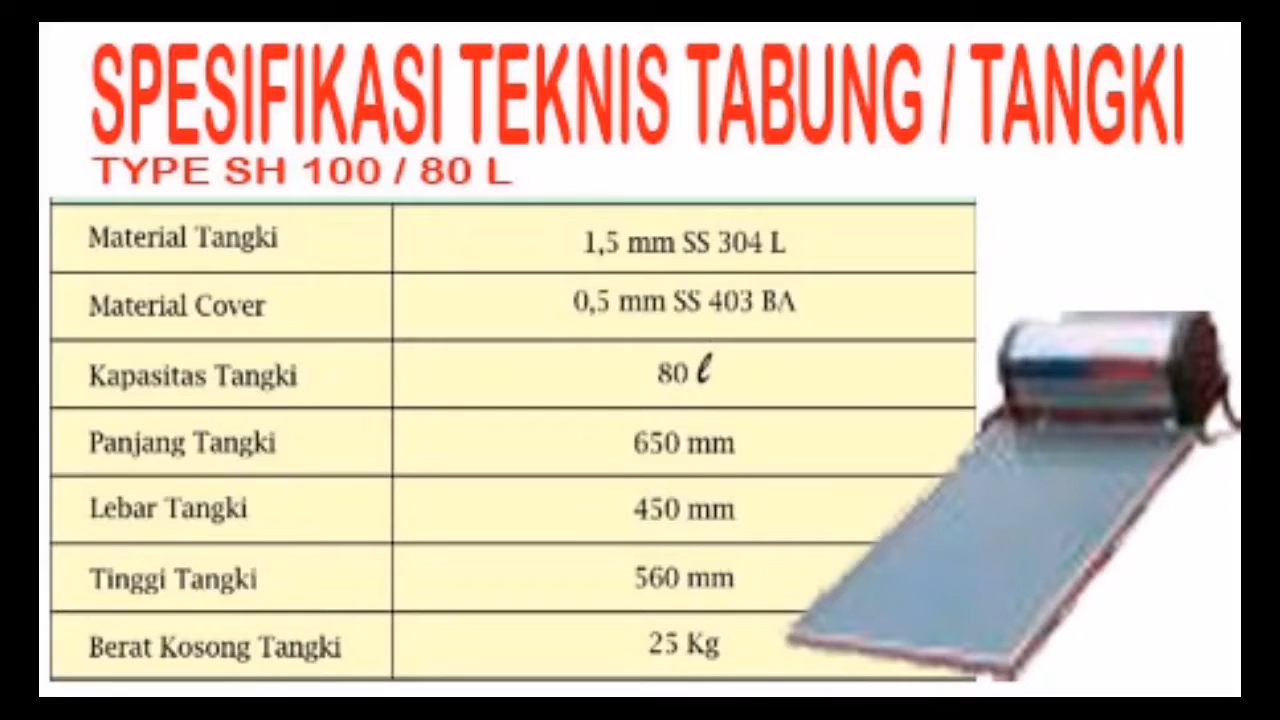 SPESIFIKASI TEKNIS TABUNG / TANGKI
TYPE SH 100 / 80 L
Material Tangki 1,5 mm SS 304 L
Material Cover 0,5 mm SS 403 BA
Kapasitas Tangki 80 ℓ
Panjang Tangki 650 mm
Lebar Tangki 450 mm
Tinggi Tangki 560 mm
Berat Kosong Tangki 25 Kg